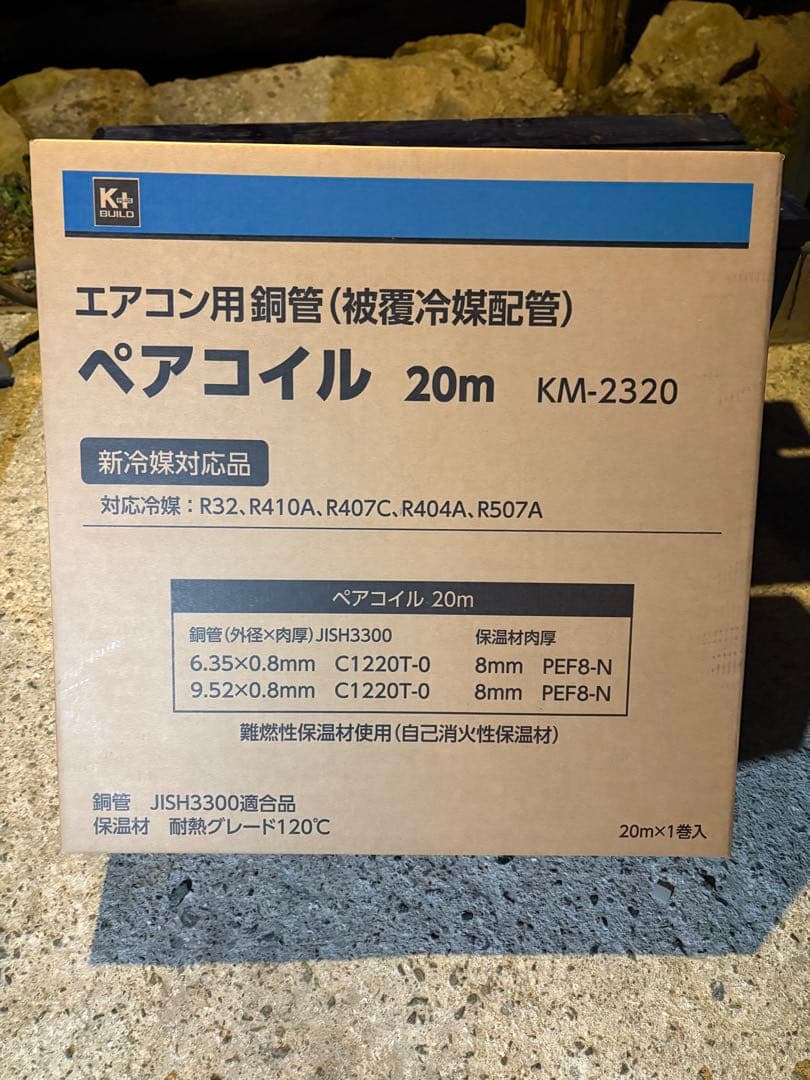 K+
BUILD
エアコン用銅管(被覆冷媒配管)
ペアコイル 20m KM-2320
新冷媒対応品
対応冷媒：R32、R410A、R407C、R404A、R507A
ペアコイル 20m
銅管(外径×肉厚)JISH3300 保温材肉厚
6.35×0.8mm C1220T-0 8mm PEF8-N
9.52×0.8mm C1220T-0 8mm PEF8-N
難燃性保温材使用(自己消火性保温材)
銅管 JISH3300適合品
保温材 耐熱グレード120℃
20m×1巻入